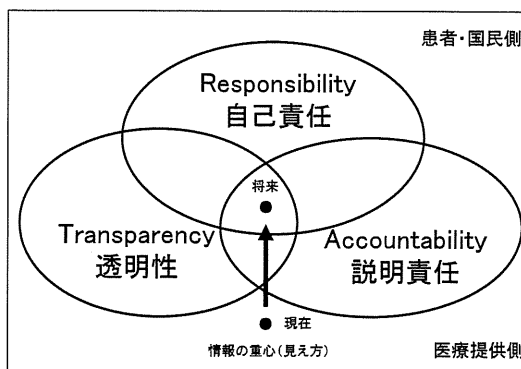 患者・国民側
Responsibility
自己責任
将来
Transparency
透明性
Accountability
説明責任
現在
情報の重心(見え方)
医療提供側